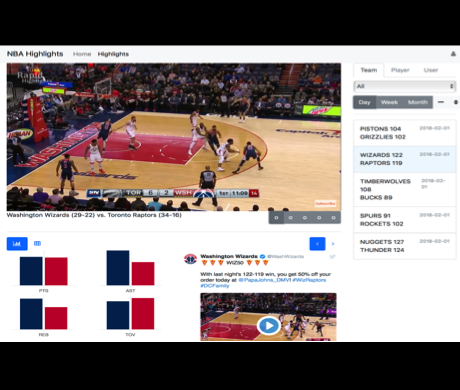 NBA Highlights Home Highlights
Rapid
Highlights
TOR 6 2 WSH 1st 11:09 14
Washington Wizards (29-22) vs. Toronto Raptors (34-16)
Team Player User
All
Day Week Month
PISTONS 104 2018-02-01
GRIZZLIES 102
WIZARDS 122 2018-02-01
RAPTORS 119
TIMBERWOLVES 2018-02-01
108
BUCKS 89
SPURS 91 2018-02-01
ROCKETS 102
NUGGETS 127 2018-02-01
THUNDER 124
PTS AST
REB TOV
Washington Wizards @WashWizards
WIZ50
With last night's 122-119 win, you get 50% off your
order today at @PapaJohns_DMV! #WizRaptors
#DCFamily